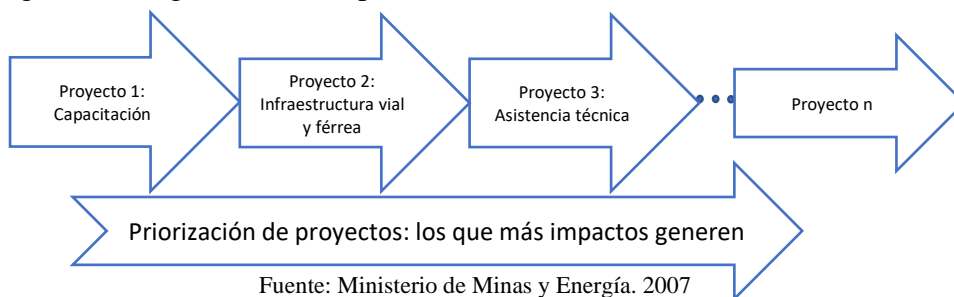 Proyecto 1:
Capacitación
Proyecto 2:
Infraestructura vial
y férrea
Proyecto 3:
Asistencia técnica
Proyecto n
Priorización de proyectos: los que más impactos generen
Fuente: Ministerio de Minas y Energía. 2007